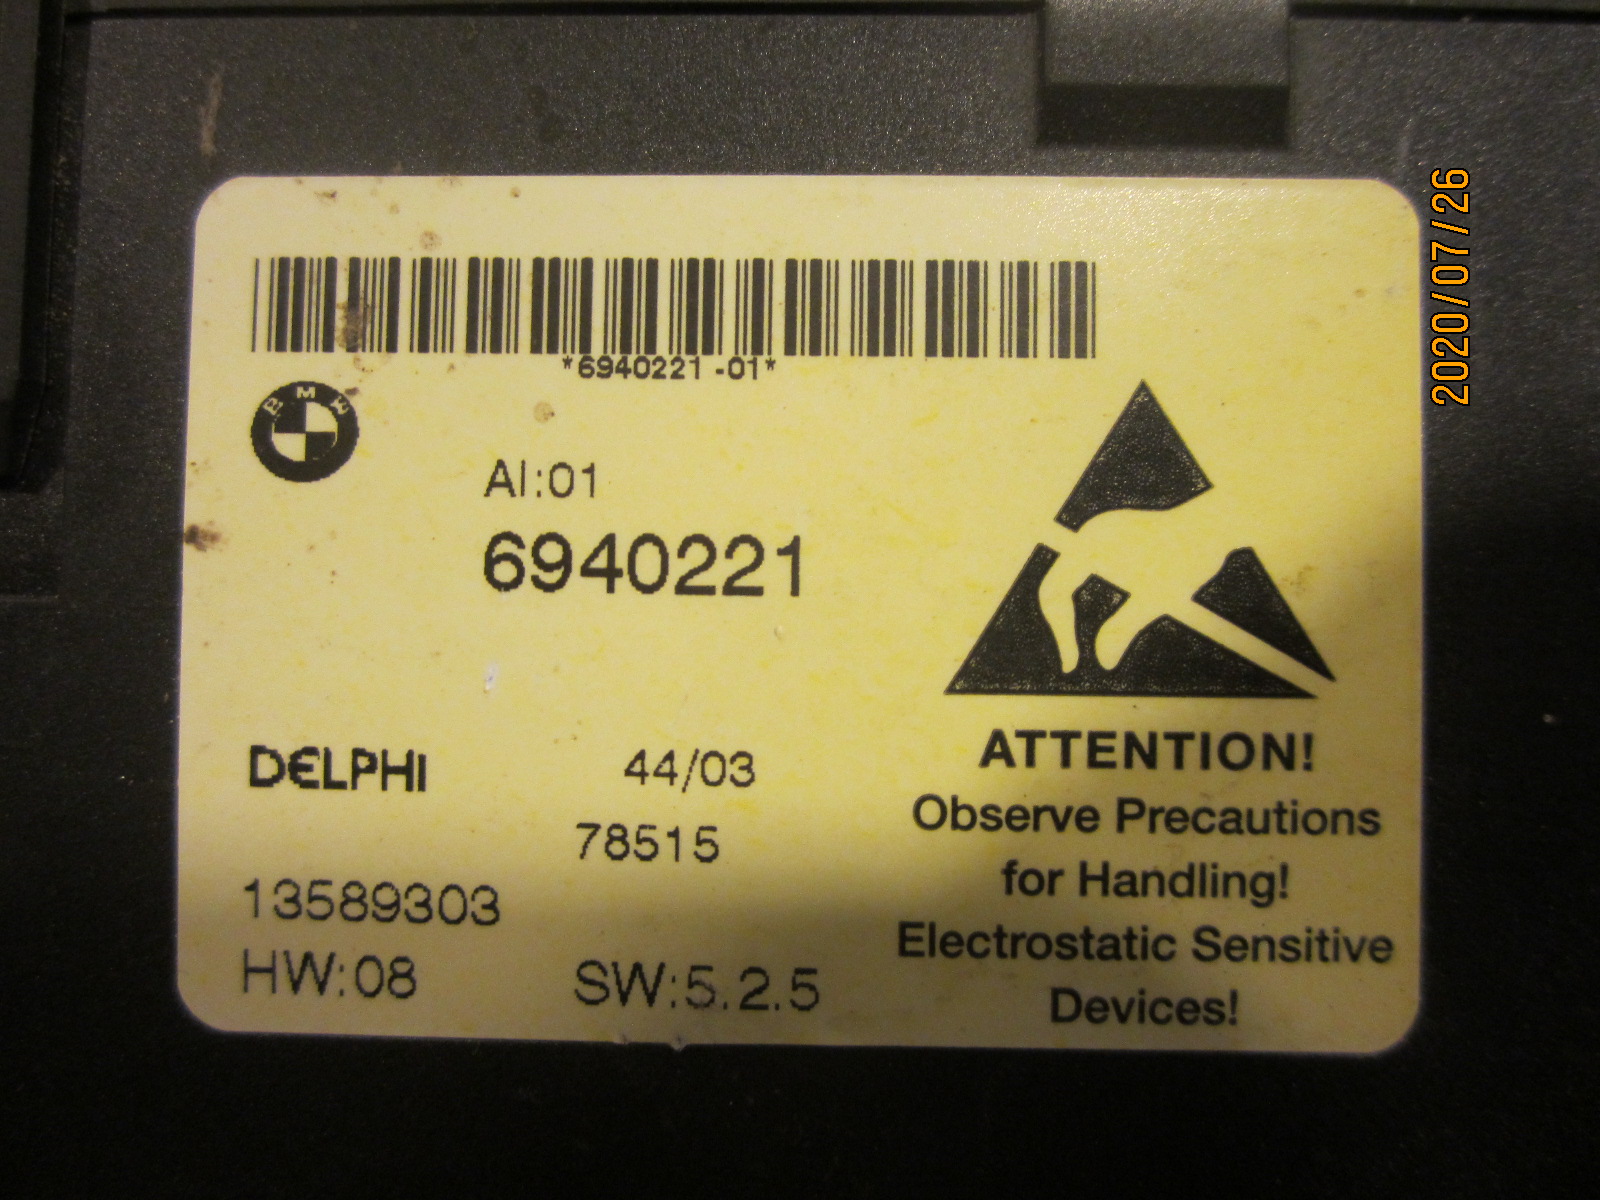 *6940221 -01*
BMW
AI:01
6940221
DELPHI
44/03
78515
13589303
HW:08
SW:5.2.5
ATTENTION!
Observe Precautions
for Handling!
Electrostatic Sensitive
Devices!
2020/07/26